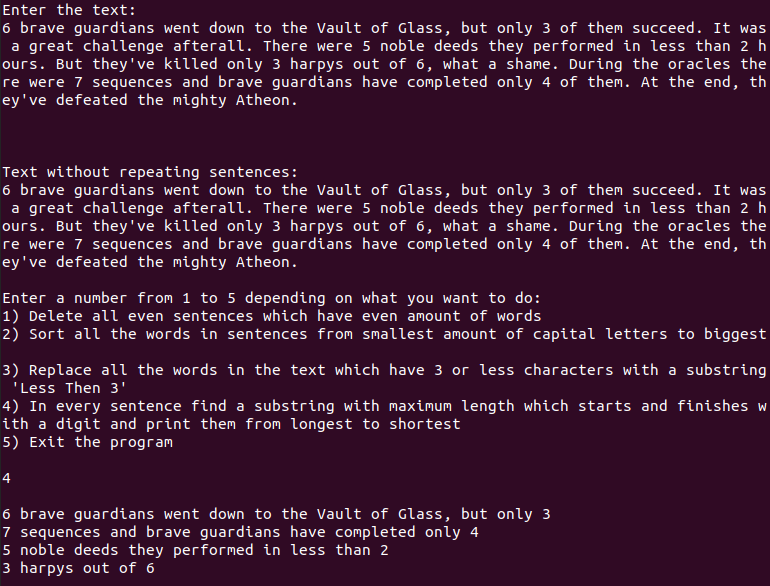 Enter the text:
6 brave guardians went down to the Vault of Glass, but only 3 of them succeed. It was
 a great challenge afterall. There were 5 noble deeds they performed in less than 2 h
ours. But they've killed only 3 harpys out of 6, what a shame. During the oracles the
re were 7 sequences and brave guardians have completed only 4 of them. At the end, th
ey've defeated the mighty Atheon.
Text without repeating sentences:
6 brave guardians went down to the Vault of Glass, but only 3 of them succeed. It was
 a great challenge afterall. There were 5 noble deeds they performed in less than 2 h
ours. But they've killed only 3 harpys out of 6, what a shame. During the oracles the
re were 7 sequences and brave guardians have completed only 4 of them. At the end, th
ey've defeated the mighty Atheon.
Enter a number from 1 to 5 depending on what you want to do:
1) Delete all even sentences which have even amount of words
2) Sort all the words in sentences from smallest amount of capital letters to biggest
3) Replace all the words in the text which have 3 or less characters with a substring
 'Less Then 3'
4) In every sentence find a substring with maximum length which starts and finishes w
ith a digit and print them from longest to shortest
5) Exit the program
4
6 brave guardians went down to the Vault of Glass, but only 3
7 sequences and brave guardians have completed only 4
5 noble deeds they performed in less than 2
3 harpys out of 6